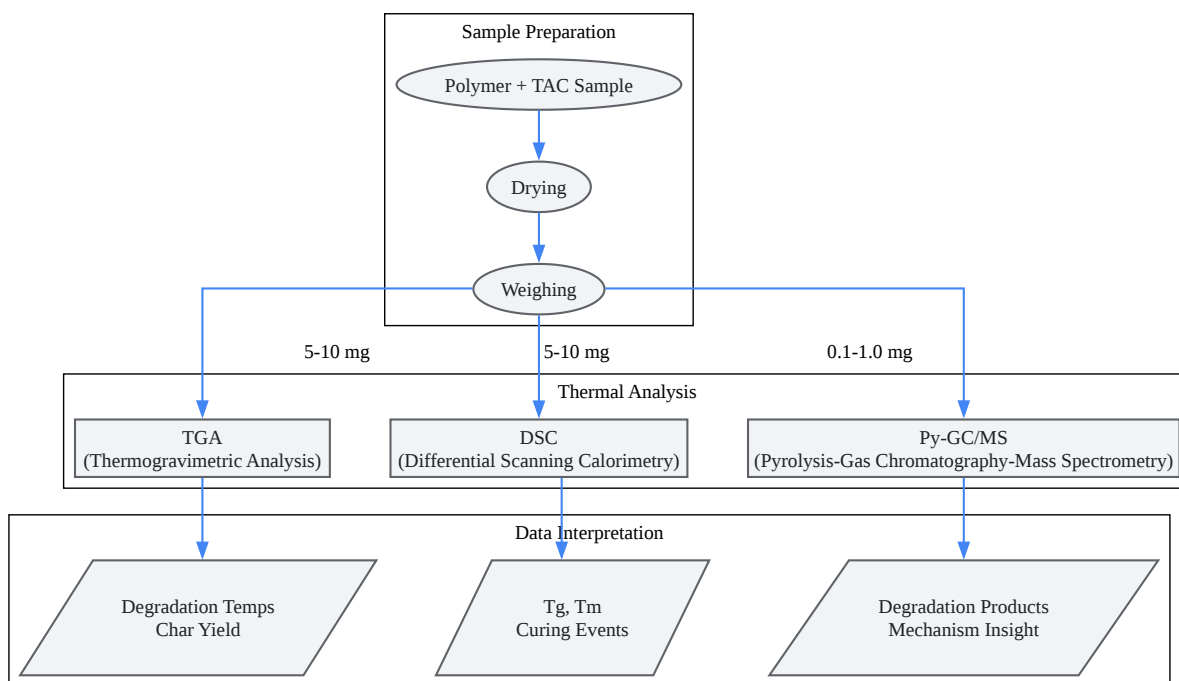 Sample Preparation
Polymer + TAC Sample
Drying
Weighing
5-10 mg
5-10 mg
0.1-1.0 mg
Thermal Analysis
TGA
(Thermogravimetric Analysis)
DSC
(Differential Scanning Calorimetry)
Py-GC/MS
(Pyrolysis-Gas Chromatography-Mass Spectrometry)
Data Interpretation
Degradation Temps
Char Yield
Tg, Tm
Curing Events
Degradation Products
Mechanism Insight